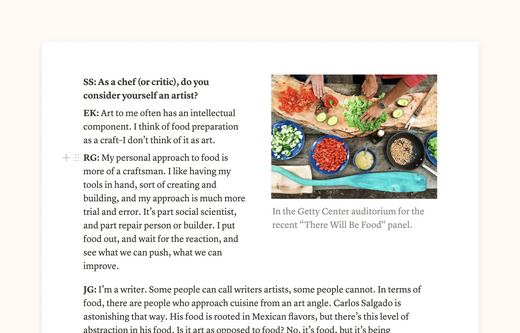 SS: As a chef (or critic), do you
consider yourself an artist?
EK: Art to me often has an intellectual
component. I think of food preparation
as a craft–I don't think of it as art.
RG: My personal approach to food is
more of a craftsman. I like having my
tools in hand, sort of creating and
building, and my approach is much more
trial and error. It's part social scientist,
and part repair person or builder. I put
food out, and wait for the reaction, and
see what we can push, what we can
improve.
In the Getty Center auditorium for the
recent "There Will Be Food" panel.
JG: I'm a writer. Some people can call writers artists, some people cannot. In terms of
food, there are people who approach cuisine from an art angle. Carlos Salgado is
astonishing that way. His food is rooted in Mexican flavors, but there's this level of
abstraction in his food. Is it art as opposed to food? No, it's food, but it's being